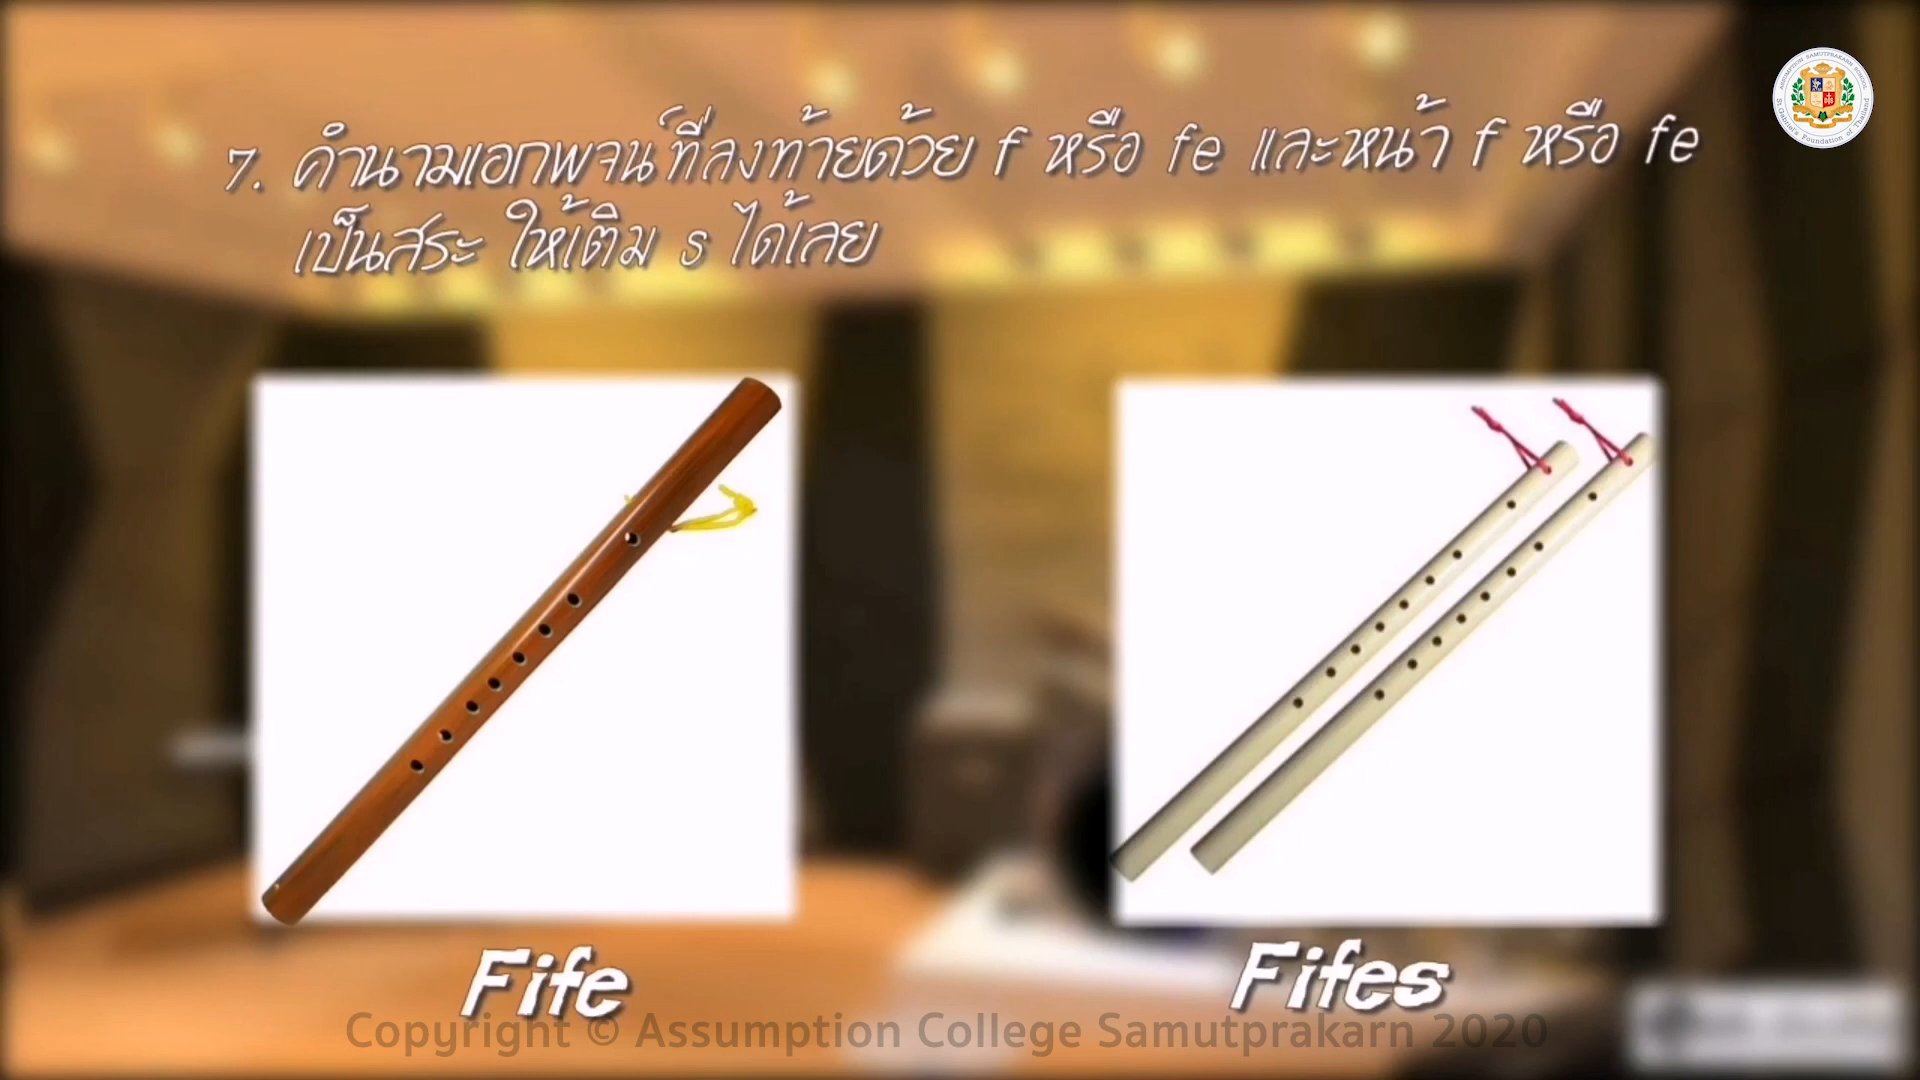 7. คำนามเอกพจน์ที่ลงท้ายด้วย f หรือ fe และหน้า f หรือ fe
เป็นสระ ให้เติม s ได้เลย
Fife
Fifes
Copyright © Assumption College Samutprakarn 2020